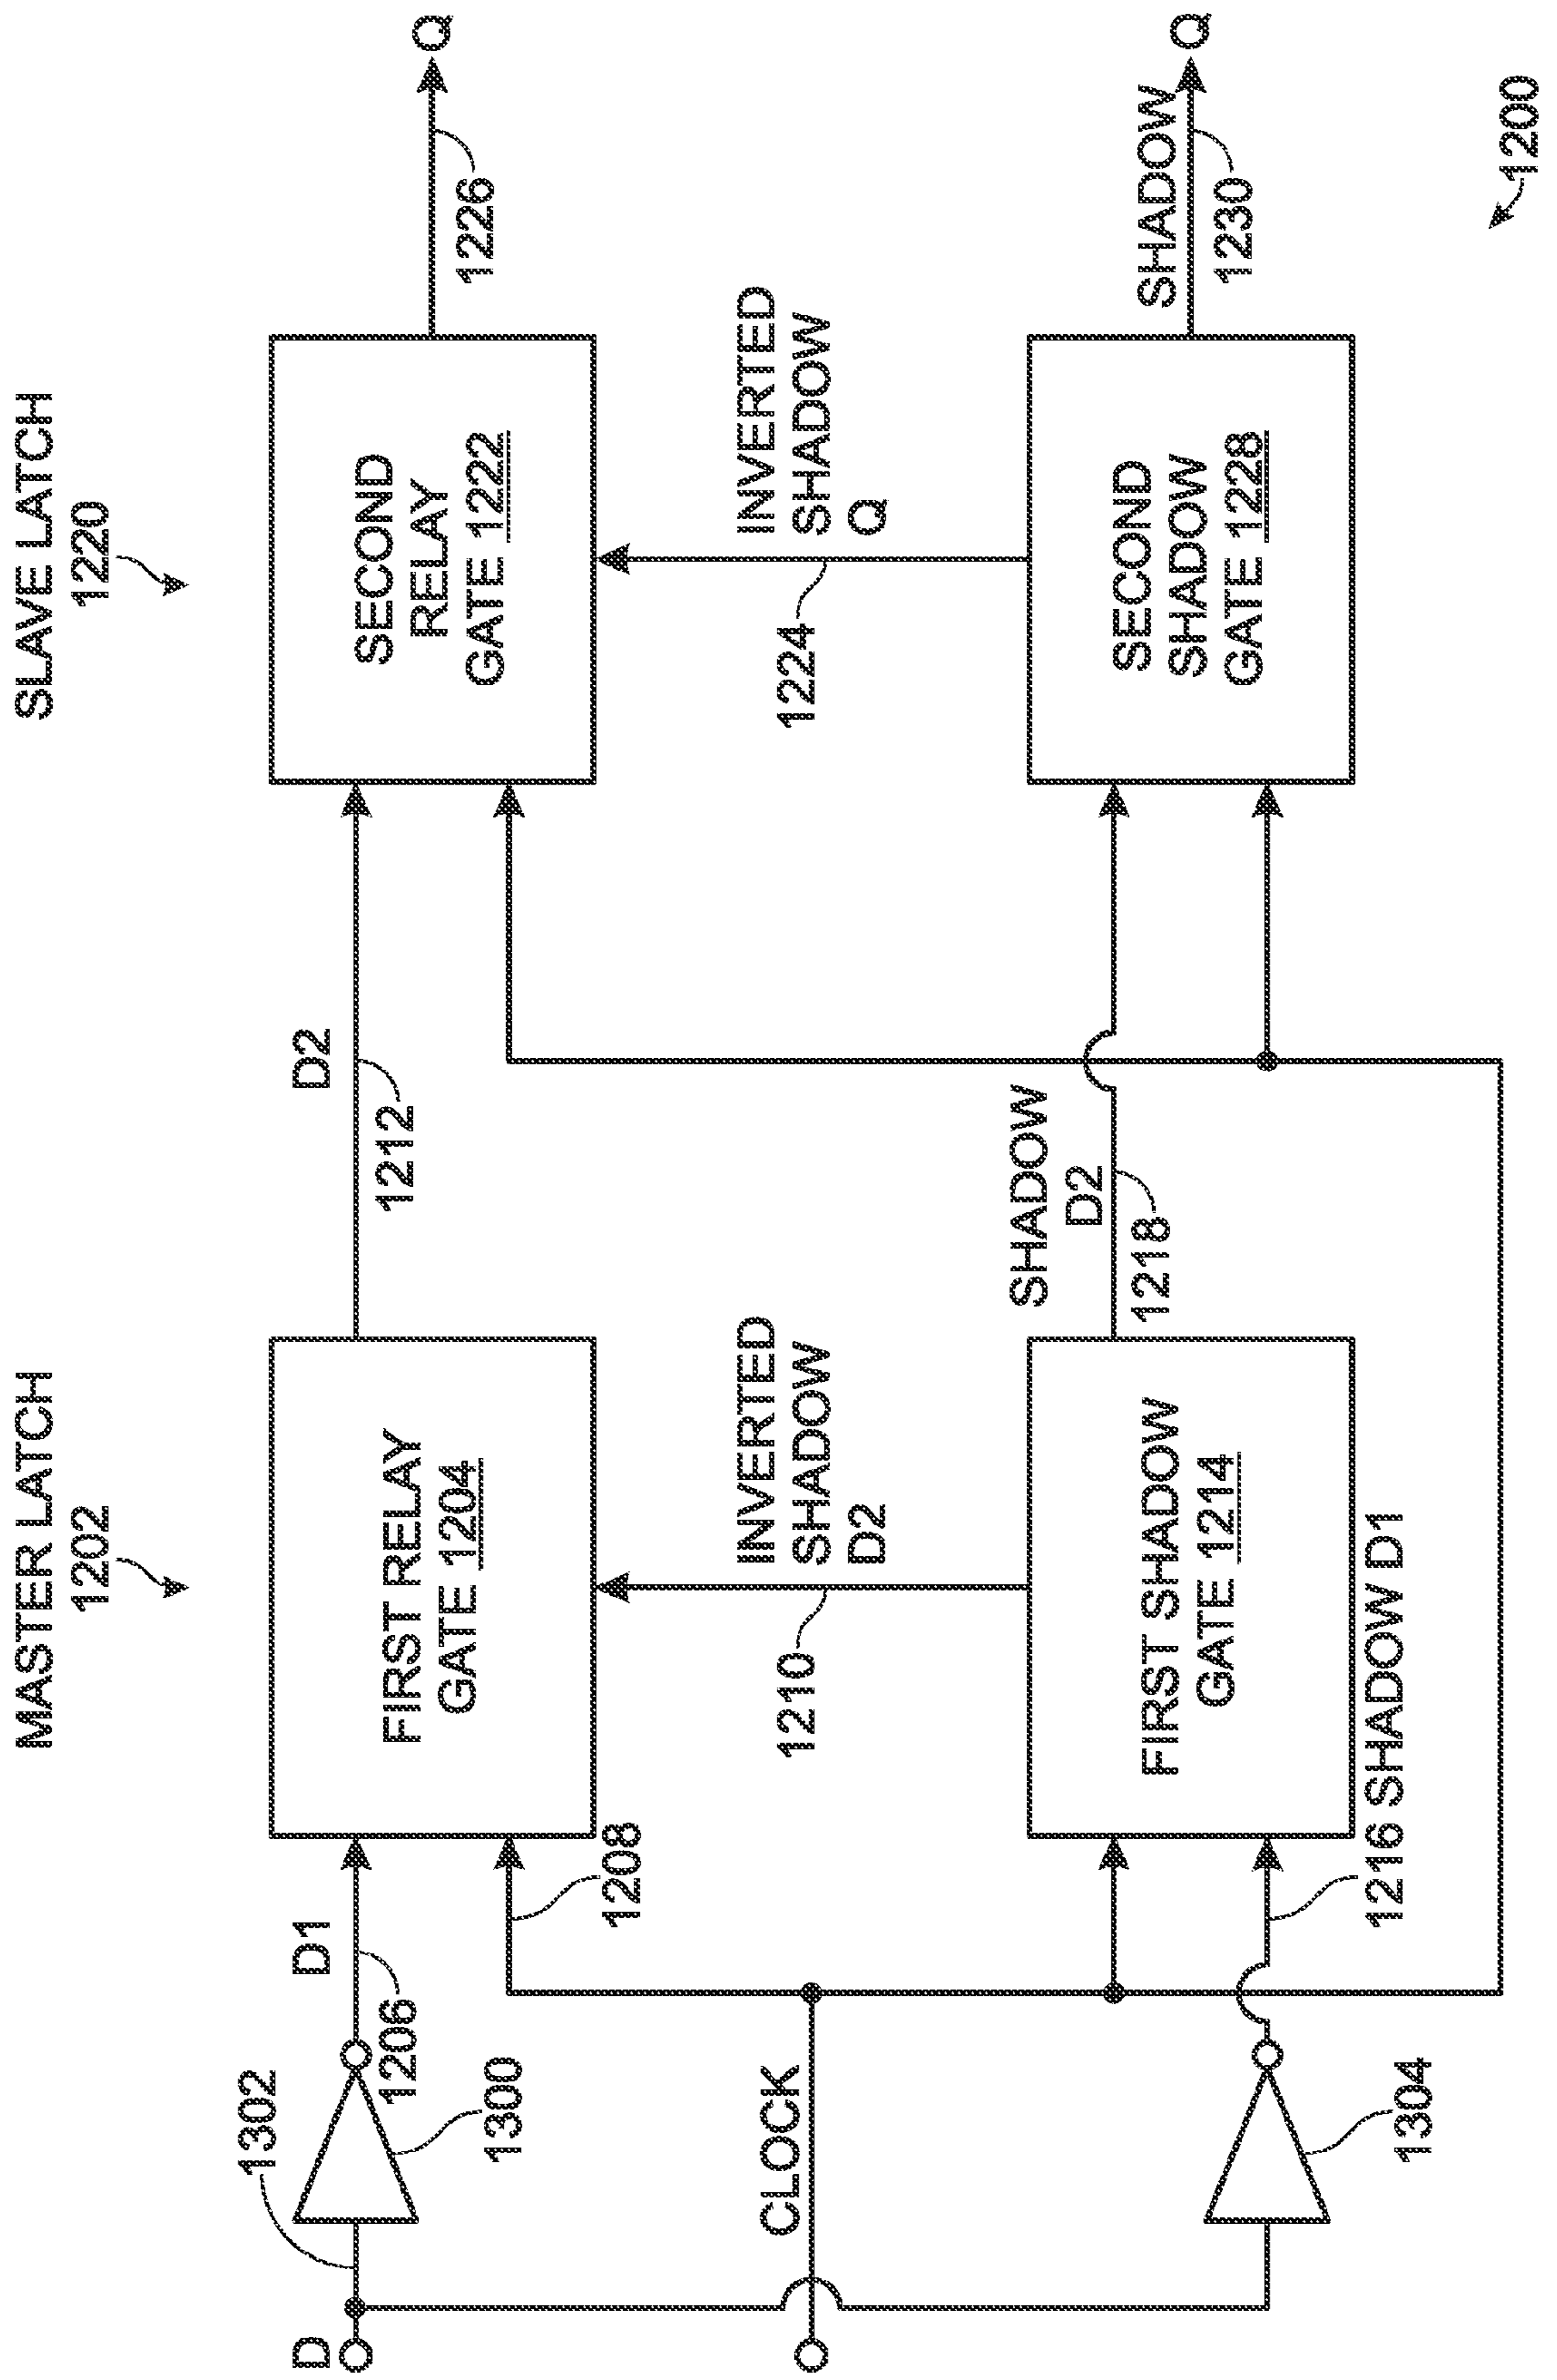 MASTER LATCH
1202
SLAVE LATCH
1220
D
1302
1300
D1
1206
FIRST RELAY
GATE 1204
D2
1212
SECOND
RELAY
GATE 1222
Q
1226
1208
CLOCK
1210
INVERTED
SHADOW
D2
1224
INVERTED
SHADOW
Q
1304
1216 SHADOW D1
FIRST SHADOW
GATE 1214
SHADOW
D2
1218
SECOND
SHADOW
GATE 1228
SHADOW
Q
1230
1200